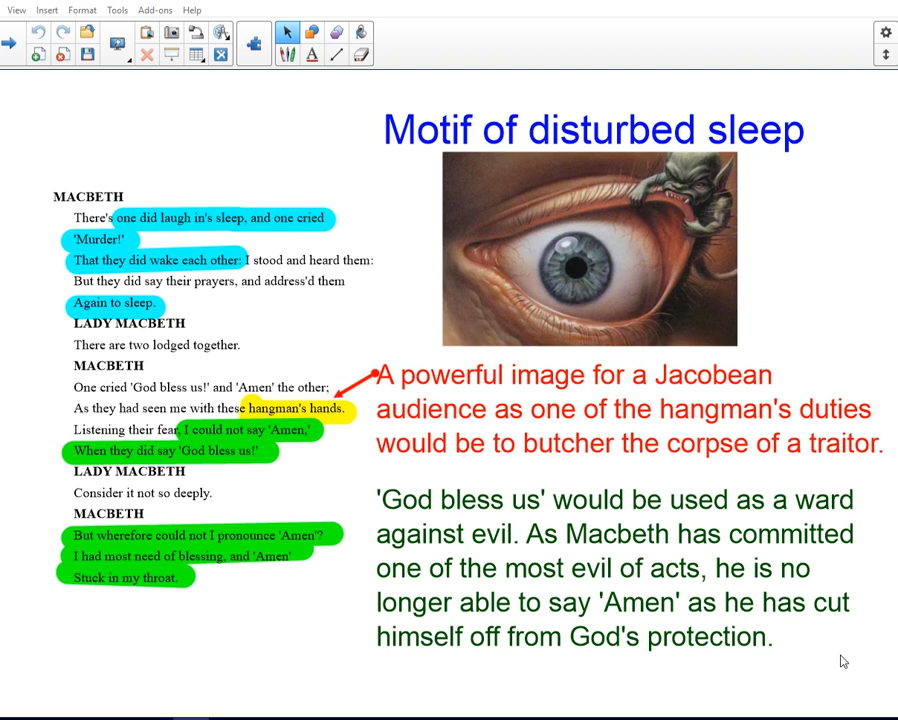 View Insert Format Tools Add-ons Help
Motif of disturbed sleep
MACBETH
There's one did laugh in's sleep, and one cried
'Murder!'
That they did wake each other: I stood and heard them:
But they did say their prayers, and address'd them
Again to sleep.
LADY MACBETH
There are two lodged together.
MACBETH
One cried 'God bless us!' and 'Amen' the other;
As they had seen me with these hangman's hands.
Listening their fear, I could not say 'Amen,'
When they did say 'God bless us!'
LADY MACBETH
Consider it not so deeply.
MACBETH
But wherefore could not I pronounce 'Amen'?
I had most need of blessing, and 'Amen'
Stuck in my throat.
A powerful image for a Jacobean
audience as one of the hangman's duties
would be to butcher the corpse of a traitor.
'God bless us' would be used as a ward
against evil. As Macbeth has committed
one of the most evil of acts, he is no
longer able to say 'Amen' as he has cut
himself off from God's protection.